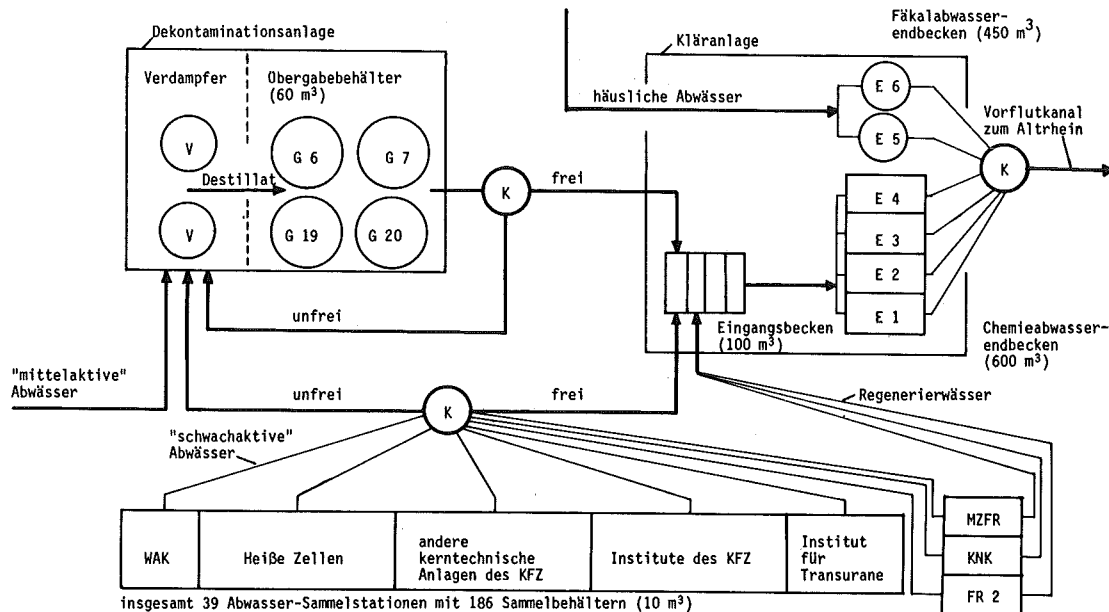 Dekontaminationsanlage
Verdampfer
Obergabebehälter
(60 m³)
V
V
Destillat
G 6
G 7
G 19
G 20
K
frei
unfrei
"mittelaktive"
Abwässer
unfrei
K
frei
"schwachaktive"
Abwässer
Kläranlage
Fäkalabwasser-
endbecken (450 m³)
häusliche Abwässer
E 6
E 5
E 4
E 3
E 2
E 1
K
Vorflutkanal
zum Altrhein
Eingangsbecken
(100 m³)
Chemieabwasser-
endbecken
(600 m³)
Regenerierwässer
WAK
Heiße Zellen
andere
kerntechnische
Anlagen des KFZ
Institute des KFZ
Institut
für
Transurane
MZFR
KNK
FR 2
insgesamt 39 Abwasser-Sammelstationen mit 186 Sammelbehältern (10 m³)